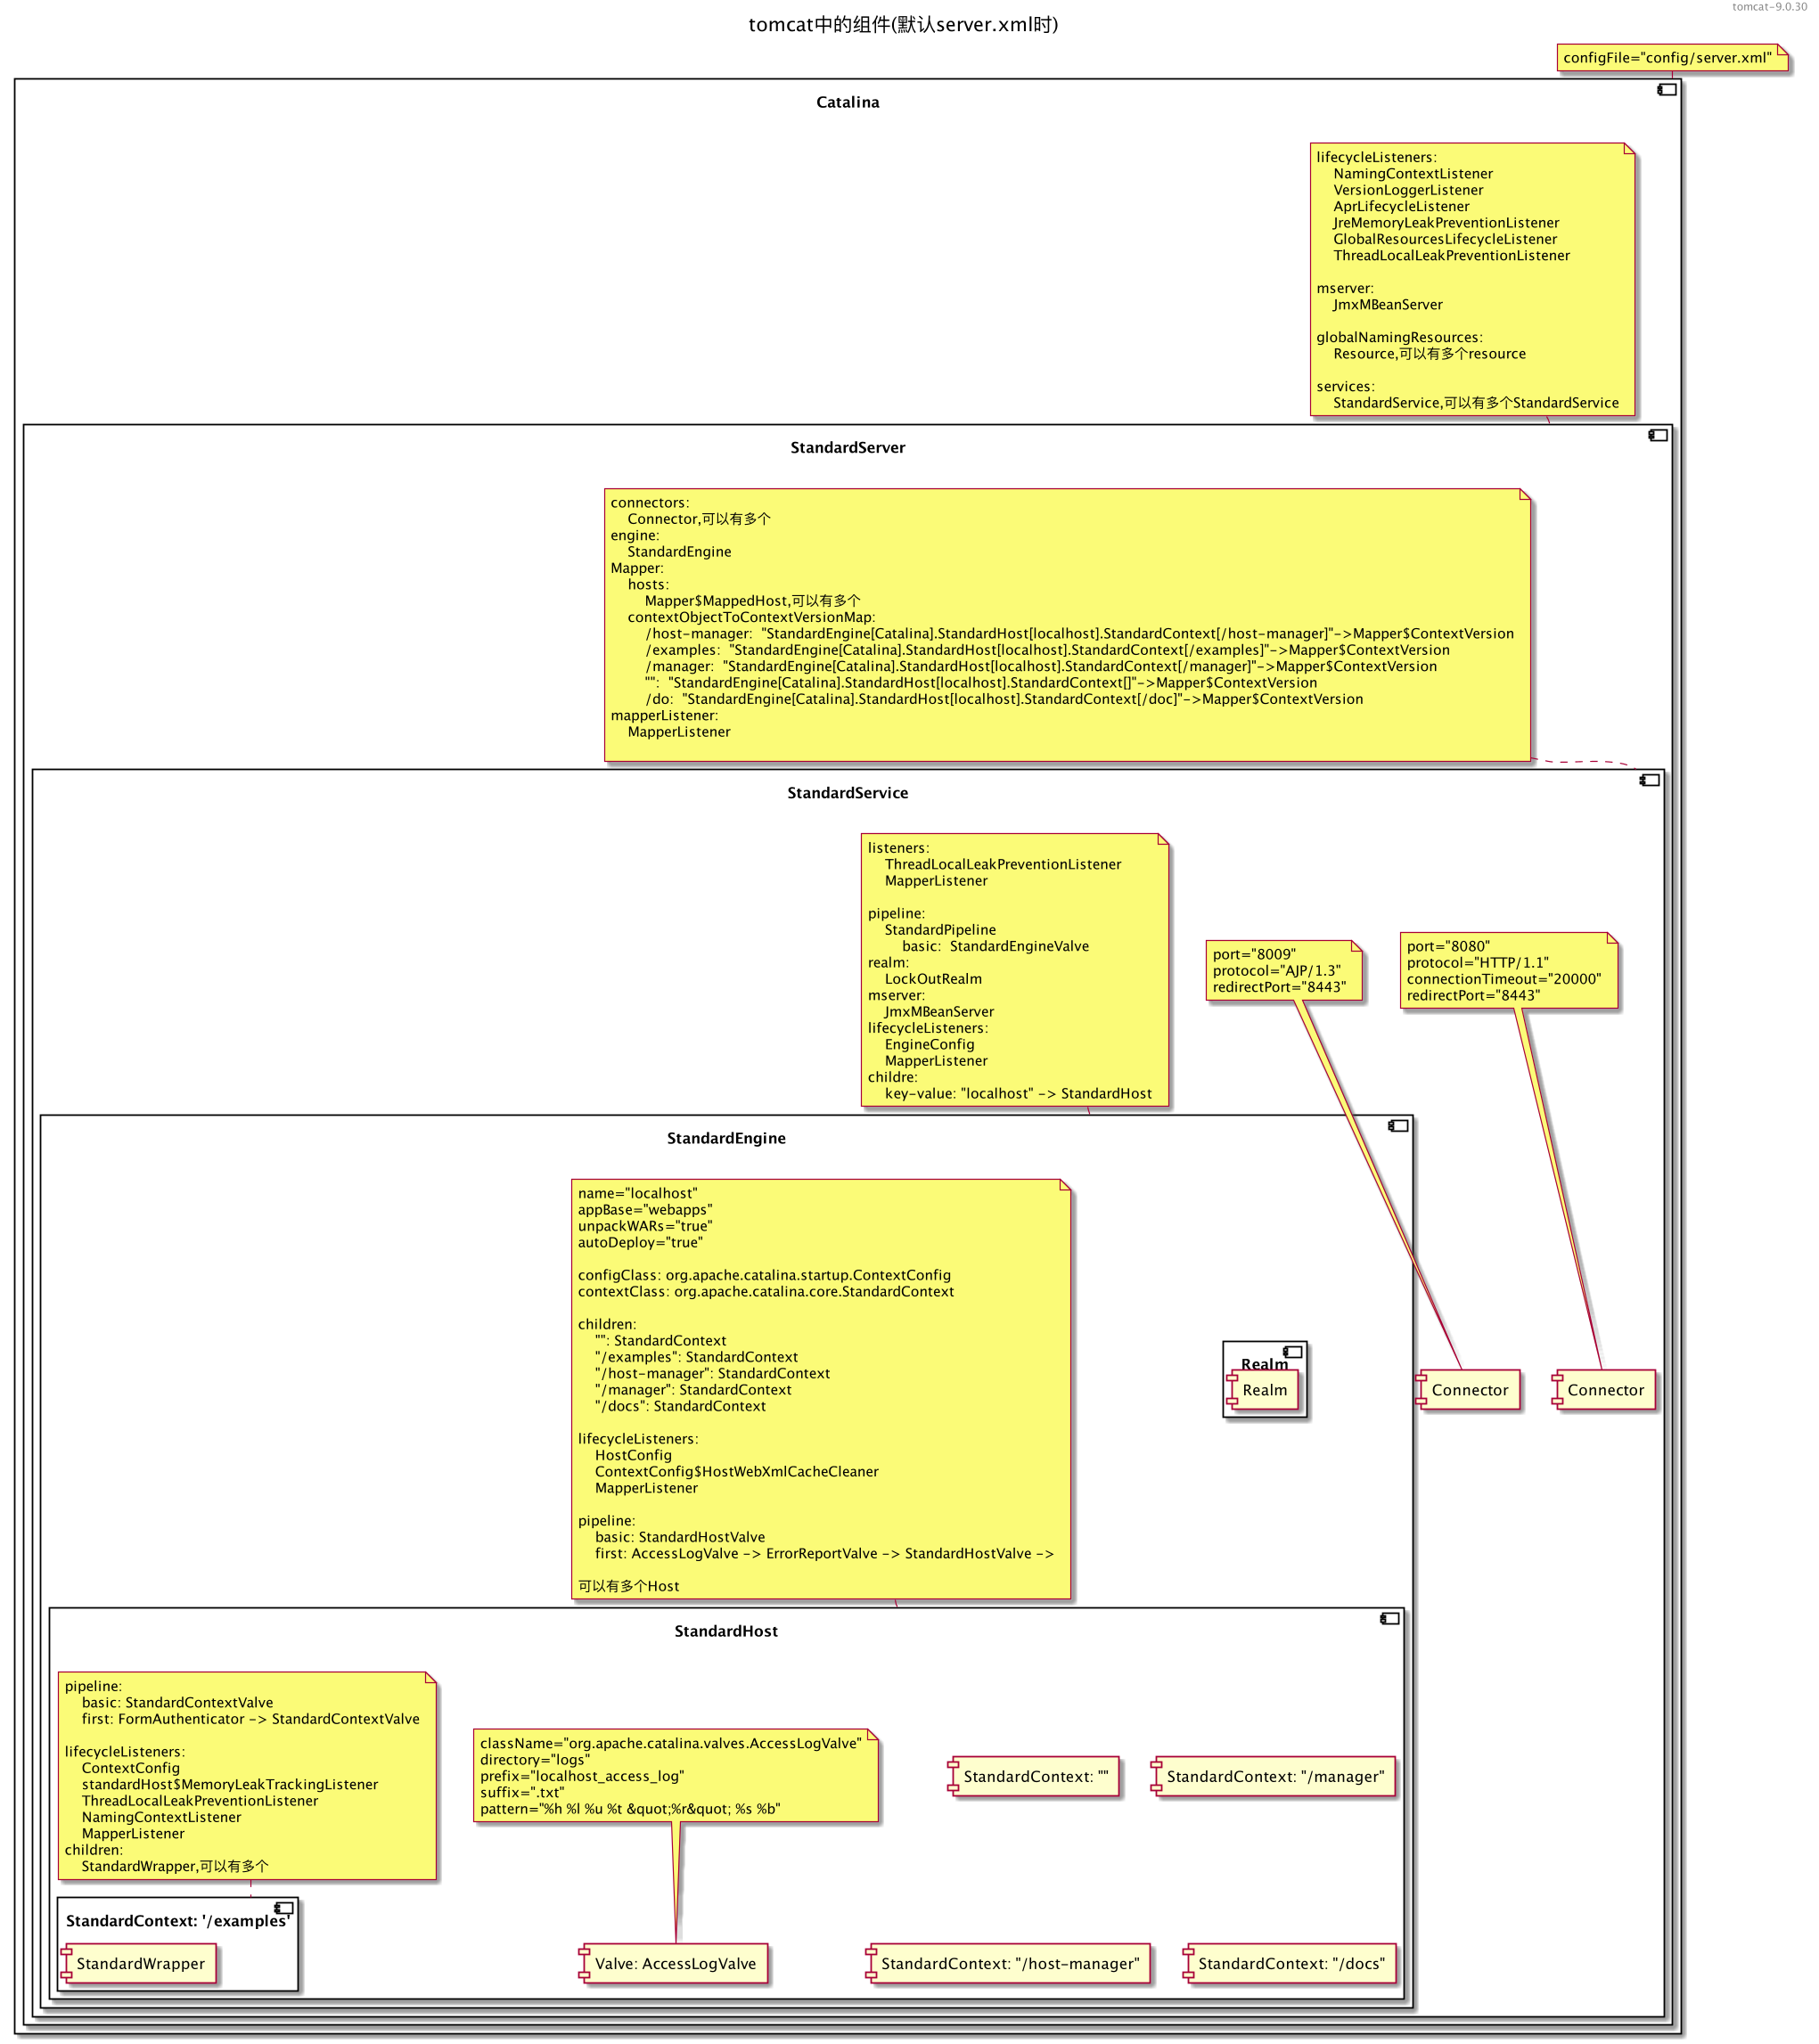 tomcat-9.0.30
tomcat中的组件(默认server.xml时)
configFile="config/server.xml"
Catalina
lifecycleListeners:
NamingContextListener
VersionLoggerListener
AprLifecycleListener
JreMemoryLeakPreventionListener
GlobalResourcesLifecycleListener
ThreadLocalLeakPreventionListener
mserver:
JmxMBeanServer
globalNamingResources:
Resource,可以有多个resource
services:
StandardService,可以有多个StandardService
StandardServer
connectors:
Connector,可以有多个
engine:
StandardEngine
Mapper:
hosts:
Mapper$MappedHost,可以有多个
contextObjectToContextVersionMap:
/host-manager:  "StandardEngine[Catalina].StandardHost[localhost].StandardContext[/host-manager]"->Mapper$ContextVersion
/examples:  "StandardEngine[Catalina].StandardHost[localhost].StandardContext[/examples]"->Mapper$ContextVersion
/manager:  "StandardEngine[Catalina].StandardHost[localhost].StandardContext[/manager]"->Mapper$ContextVersion
"":  "StandardEngine[Catalina].StandardHost[localhost].StandardContext[]"->Mapper$ContextVersion
/do:  "StandardEngine[Catalina].StandardHost[localhost].StandardContext[/doc]"->Mapper$ContextVersion
mapperListener:
MapperListener
StandardService
listeners:
ThreadLocalLeakPreventionListener
MapperListener
pipeline:
StandardPipeline
basic:  StandardEngineValve
realm:
LockOutRealm
mserver:
JmxMBeanServer
lifecycleListeners:
EngineConfig
MapperListener
childre:
key-value: "localhost" -> StandardHost
port="8009"
protocol="AJP/1.3"
redirectPort="8443"
port="8080"
protocol="HTTP/1.1"
connectionTimeout="20000"
redirectPort="8443"
StandardEngine
name="localhost"
appBase="webapps"
unpackWARs="true"
autoDeploy="true"
configClass: org.apache.catalina.startup.ContextConfig
contextClass: org.apache.catalina.core.StandardContext
children:
"": StandardContext
"/examples": StandardContext
"/host-manager": StandardContext
"/manager": StandardContext
"/docs": StandardContext
lifecycleListeners:
HostConfig
ContextConfig$HostWebXmlCacheCleaner
MapperListener
pipeline:
basic: StandardHostValve
first: AccessLogValve -> ErrorReportValve -> StandardHostValve ->
可以有多个Host
Realm
Realm
Connector
Connector
StandardHost
pipeline:
basic: StandardContextValve
first: FormAuthenticator -> StandardContextValve
lifecycleListeners:
ContextConfig
standardHost$MemoryLeakTrackingListener
ThreadLocalLeakPreventionListener
NamingContextListener
MapperListener
children:
StandardWrapper,可以有多个
className="org.apache.catalina.valves.AccessLogValve"
directory="logs"
prefix="localhost_access_log"
suffix=".txt"
pattern="%h %l %u %t &quot;%r&quot; %s %b"
StandardContext: ""
StandardContext: "/manager"
StandardContext: '/examples'
StandardWrapper
Valve: AccessLogValve
StandardContext: "/host-manager"
StandardContext: "/docs"